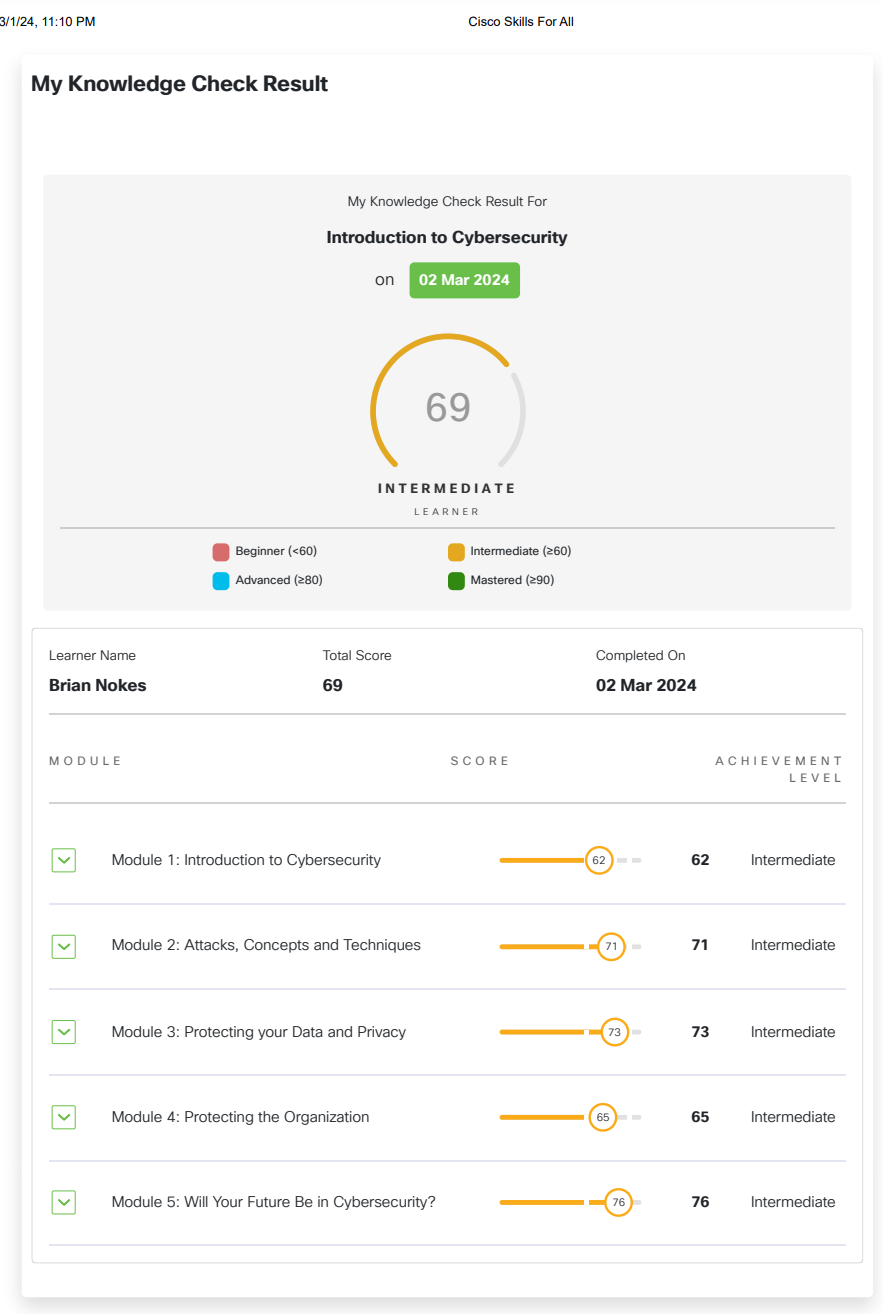 3/1/24, 11:10 PM Cisco Skills For All
My Knowledge Check Result
My Knowledge Check Result For
Introduction to Cybersecurity
on 02 Mar 2024
69
INTERMEDIATE
LEARNER
Beginner (<60) Intermediate (≥60)
Advanced (≥80) Mastered (≥90)
Learner Name Total Score Completed On
Brian Nokes 69 02 Mar 2024
MODULE SCORE ACHIEVEMENT
LEVEL
Module 1: Introduction to Cybersecurity 62 62 Intermediate
Module 2: Attacks, Concepts and Techniques 71 71 Intermediate
Module 3: Protecting your Data and Privacy 73 73 Intermediate
Module 4: Protecting the Organization 65 65 Intermediate
Module 5: Will Your Future Be in Cybersecurity? 76 76 Intermediate